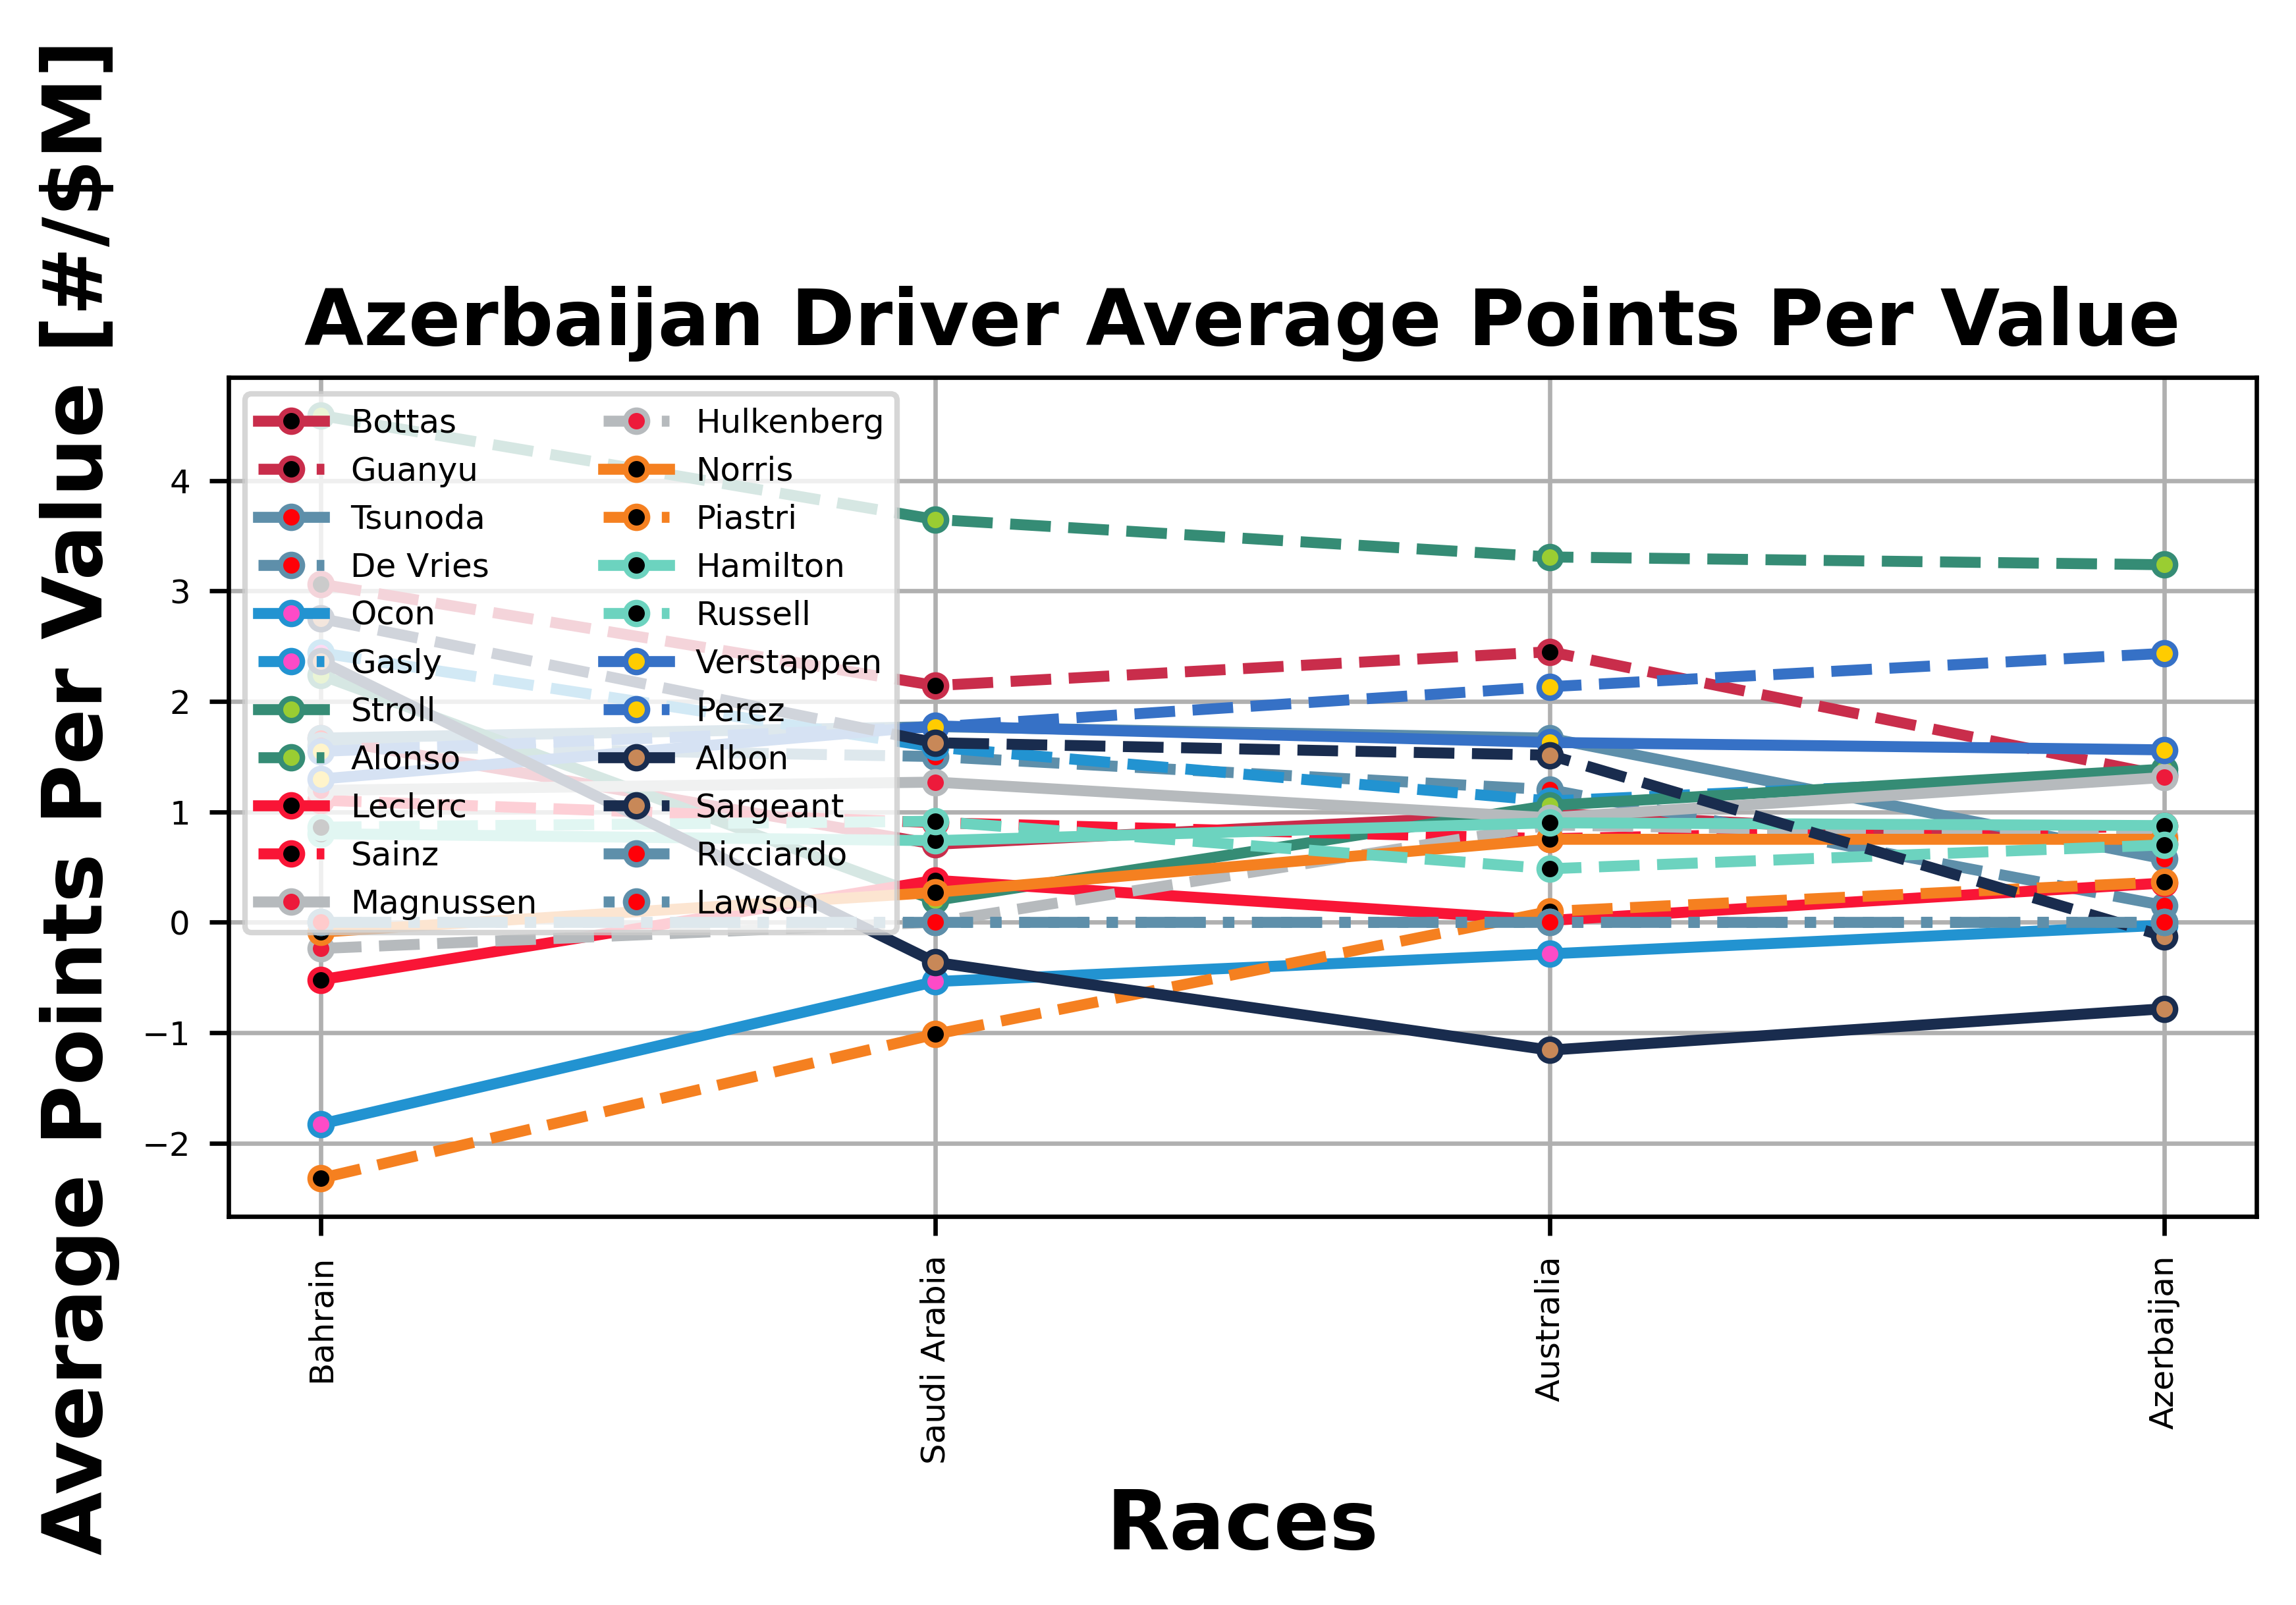 Azerbaijan Driver Average Points Per Value
Average Points Per Value [#/$M]
4
3
2
1
0
−1
−2
Bottas
Guanyu
Tsunoda
De Vries
Ocon
Gasly
Stroll
Alonso
Leclerc
Sainz
Magnussen
Hulkenberg
Norris
Piastri
Hamilton
Russell
Verstappen
Perez
Albon
Sargeant
Ricciardo
Lawson
Bahrain
Saudi Arabia
Australia
Azerbaijan
Races